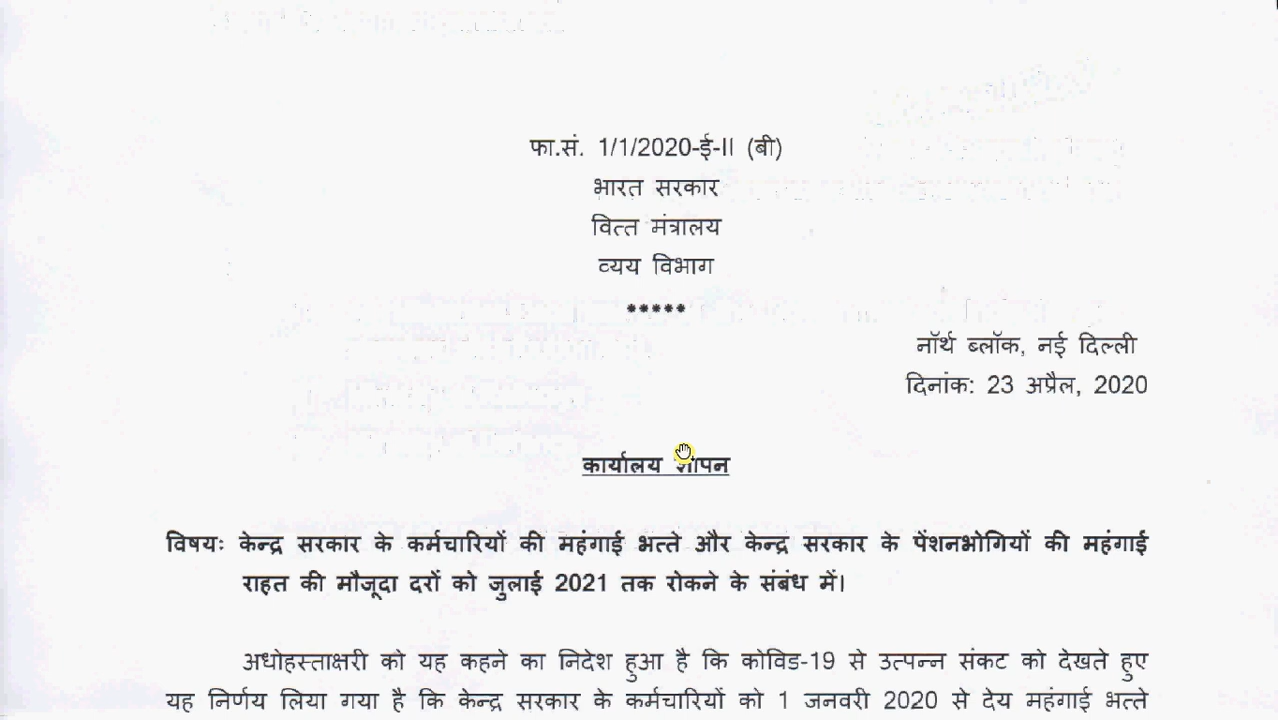 फा.सं. 1/1/2020-ई-II (बी)
भारत सरकार
वित्त मंत्रालय
व्यय विभाग
*****
नॉर्थ ब्लॉक, नई दिल्ली
दिनांक: 23 अप्रैल, 2020
कार्यालय ज्ञापन
विषयः केन्द्र सरकार के कर्मचारियों की महंगाई भत्ते और केन्द्र सरकार के पेंशनभोगियों की महंगाई
राहत की मौजूदा दरों को जुलाई 2021 तक रोकने के संबंध में।
अधोहस्ताक्षरी को यह कहने का निदेश हुआ है कि कोविड-19 से उत्पन्न संकट को देखते हुए
यह निर्णय लिया गया है कि केन्द्र सरकार के कर्मचारियों को 1 जनवरी 2020 से देय महंगाई भत्ते